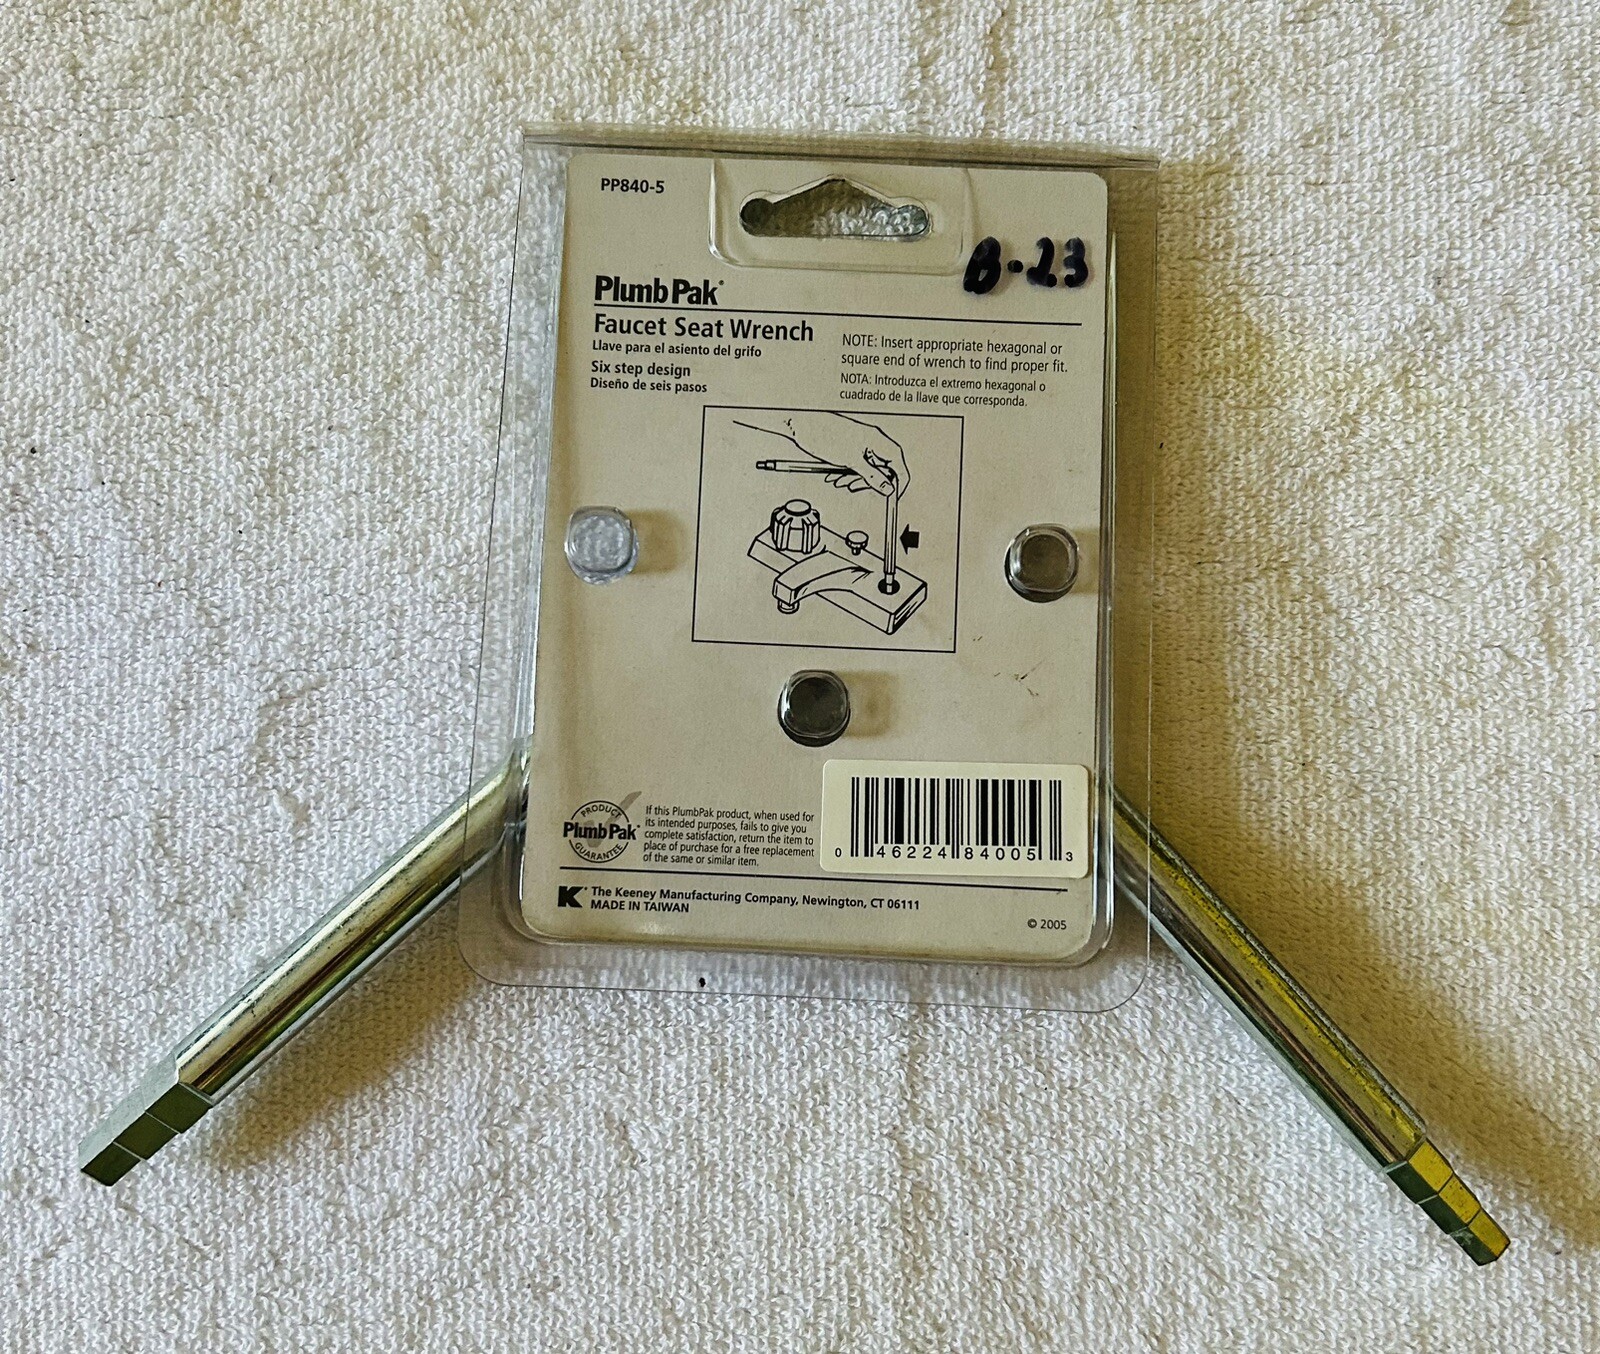 PP840-5
B-23
PlumbPak®
Faucet Seat Wrench
Llave para el asiento del grifo
Six step design
Diseño de seis pasos
NOTE: Insert appropriate hexagonal or
square end of wrench to find proper fit.
NOTA: Introduzca el extremo hexagonal o
cuadrado de la llave que corresponda.
PRODUCT
PlumbPak
GUARANTEE
If this PlumbPak product, when used for
its intended purposes, fails to give you
complete satisfaction, return the item to
place of purchase for a free replacement
of the same or similar item.
0 46224 84005 3
K® The Keeney Manufacturing Company, Newington, CT 06111
MADE IN TAIWAN
© 2005